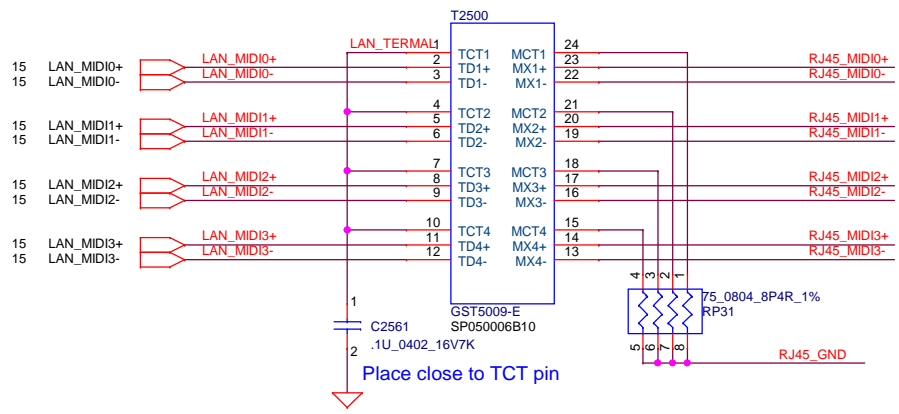 T2500
LAN_TERMAL 1 TCT1 MCT1 24
15 LAN_MIDI0+ LAN_MIDI0+ 2 TD1+ MX1+ 23 RJ45_MIDI0+
15 LAN_MIDI0- LAN_MIDI0- 3 TD1- MX1- 22 RJ45_MIDI0-
4 TCT2 MCT2 21
15 LAN_MIDI1+ LAN_MIDI1+ 5 TD2+ MX2+ 20 RJ45_MIDI1+
15 LAN_MIDI1- LAN_MIDI1- 6 TD2- MX2- 19 RJ45_MIDI1-
7 TCT3 MCT3 18
15 LAN_MIDI2+ LAN_MIDI2+ 8 TD3+ MX3+ 17 RJ45_MIDI2+
15 LAN_MIDI2- LAN_MIDI2- 9 TD3- MX3- 16 RJ45_MIDI2-
10 TCT4 MCT4 15
15 LAN_MIDI3+ LAN_MIDI3+ 11 TD4+ MX4+ 14 RJ45_MIDI3+
15 LAN_MIDI3- LAN_MIDI3- 12 TD4- MX4- 13 RJ45_MIDI3-
4 3 2 1
1
75_0804_8P4R_1%
GST5009-E
RP31
C2561
SP050006B10
.1U_0402_16V7K
2
5 6 7 8
RJ45_GND
Place close to TCT pin